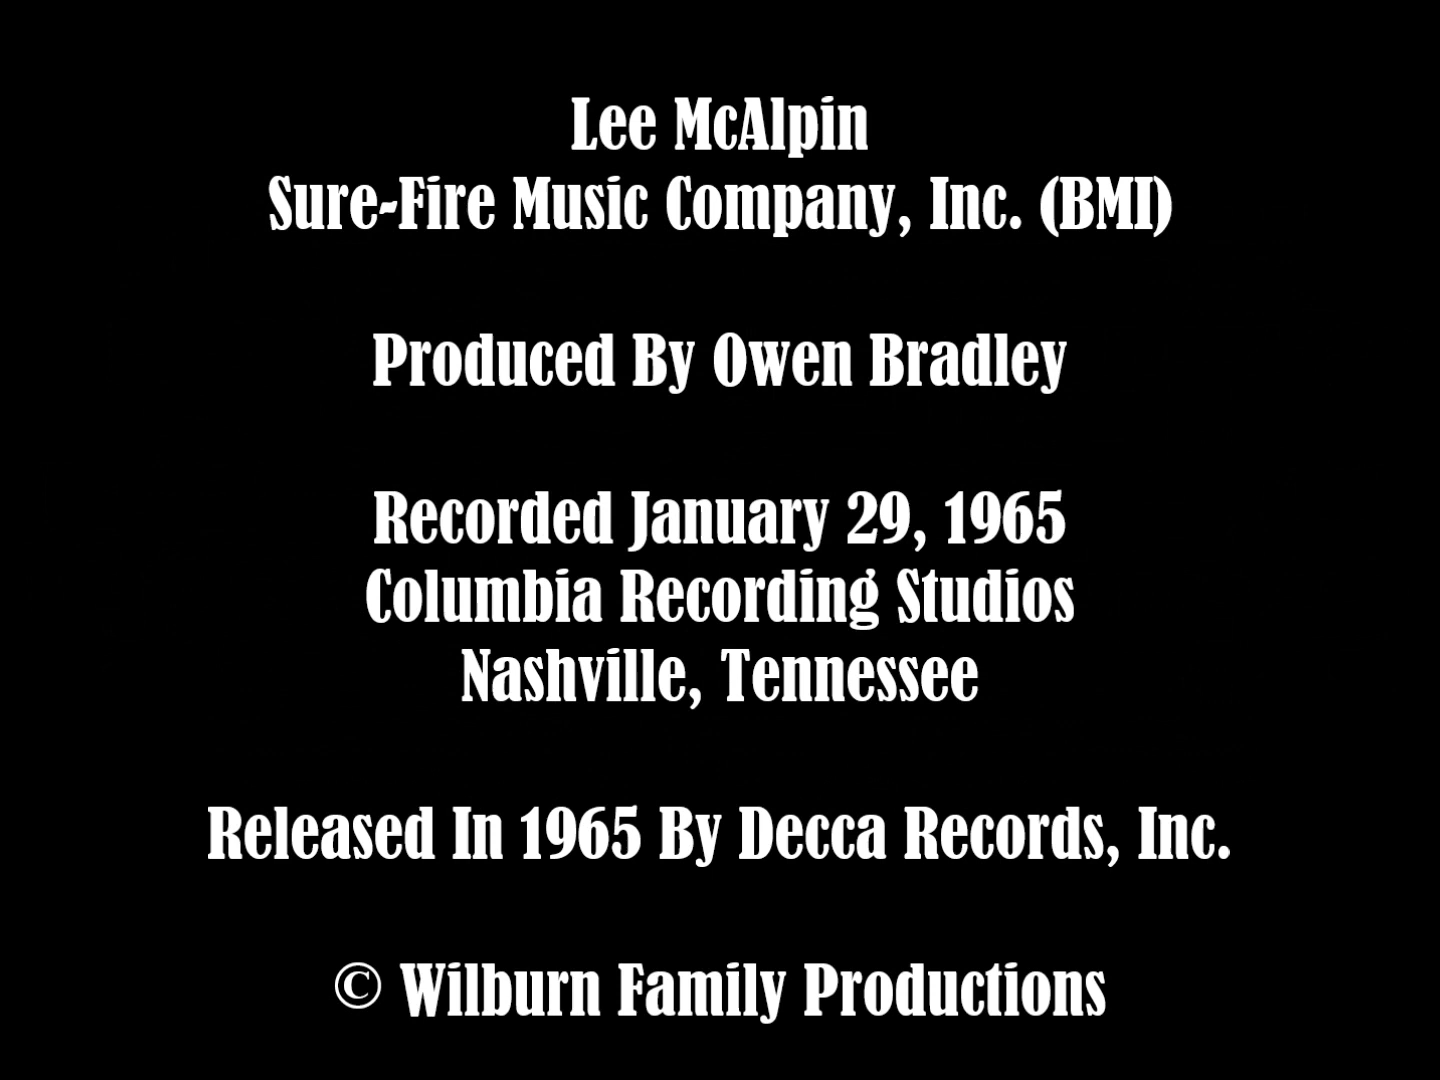 Lee McAlpin
Sure-Fire Music Company, Inc. (BMI)
Produced By Owen Bradley
Recorded January 29, 1965
Columbia Recording Studios
Nashville, Tennessee
Released In 1965 By Decca Records, Inc.
© Wilburn Family Productions